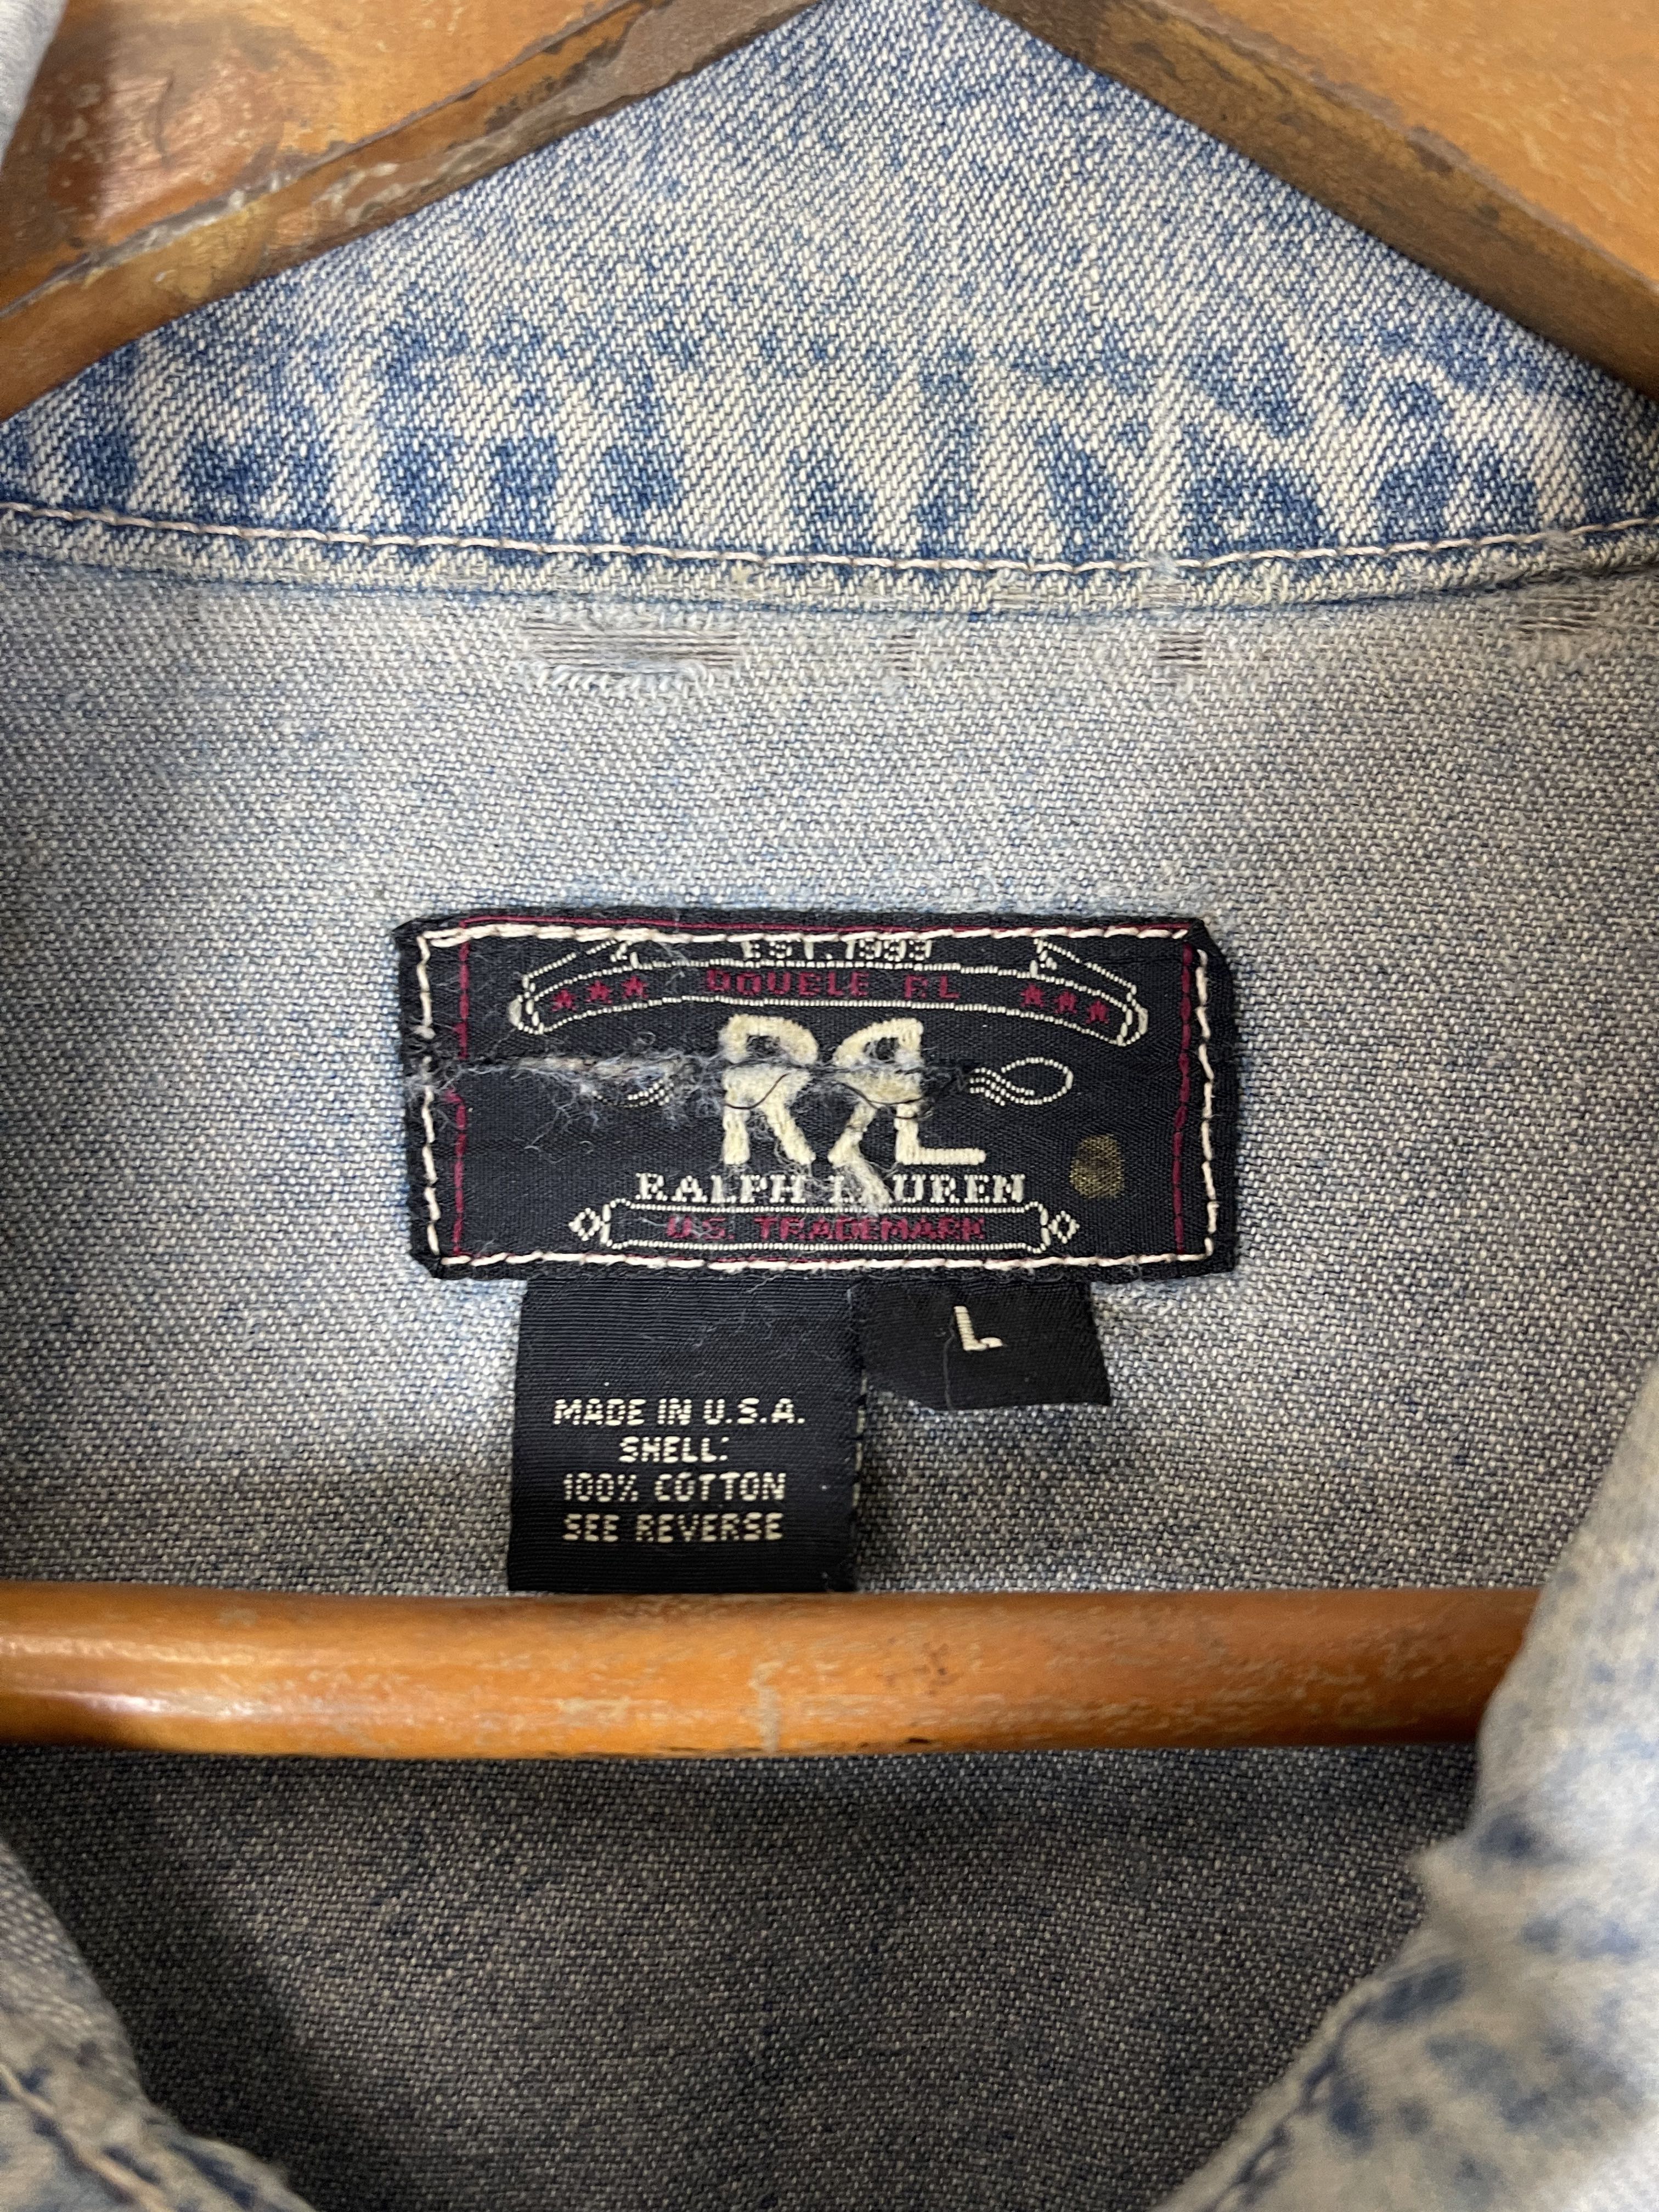 EST. 1993
DOUBLE RL
RRL
RALPH LAUREN
U.S. TRADEMARK
L
MADE IN U.S.A.
SHELL:
100% COTTON
SEE REVERSE